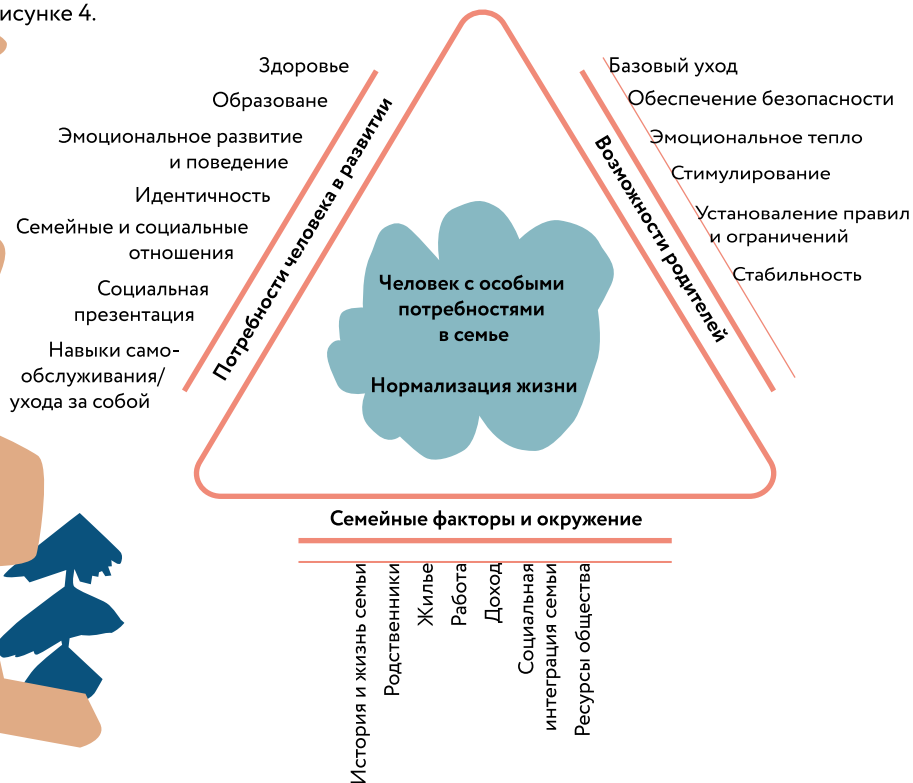 исунке 4.
Здоровье
Образоване
Эмоциональное развитие
и поведение
Идентичность
Семейные и социальные
отношения
Социальная
презентация
Навыки само-
обслуживания/
ухода за собой
Потребности человека в развитии
Человек с особыми
потребностями
в семье
Нормализация жизни
Возможности родителей
Базовый уход
Обеспечение безопасности
Эмоциональное тепло
Стимулирование
Установаление правил
и ограничений
Стабильность
Семейные факторы и окружение
История и жизнь семьи
Родственники
Жилье
Работа
Доход
Социальная
интеграция семьи
Ресурсы общества